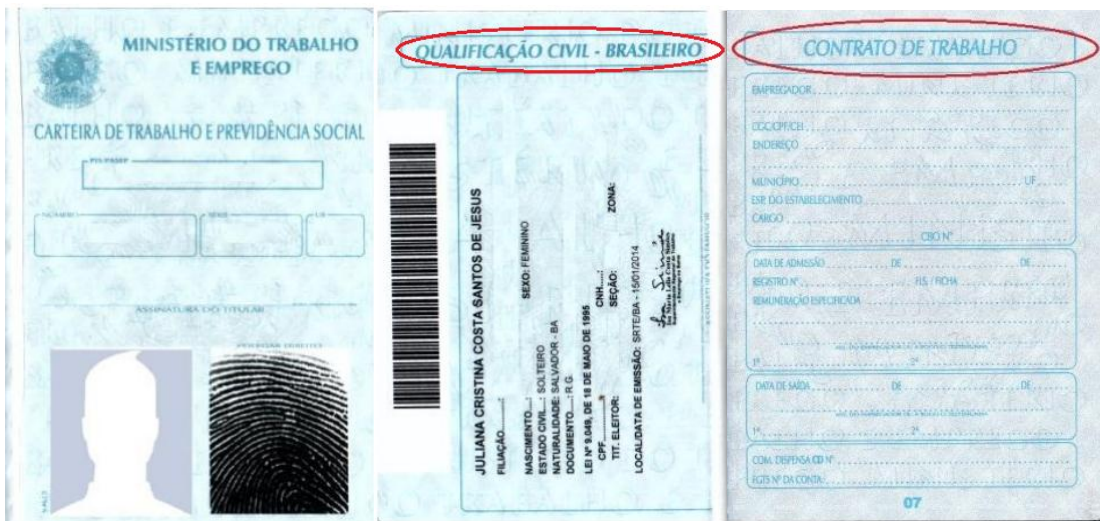 MINISTÉRIO DO TRABALHO
E EMPREGO
CARTEIRA DE TRABALHO E PREVIDÊNCIA SOCIAL
PIS/PASEP
NÚMERO SÉRIE UF
ASSINATURA DO TITULAR
POLEGAR DIREITO
QUALIFICAÇÃO CIVIL - BRASILEIRO
JULIANA CRISTINA COSTA SANTOS DE JESUS
FILIAÇÃO.......:
NASCIMENTO....: SEXO: FEMININO
ESTADO CIVIL...: SOLTEIRO
NATURALIDADE: SALVADOR - BA
DOCUMENTO....: R.G.
LEI Nº 9.049, DE 18 DE MAIO DE 1995
CPF.......: CNH.....:
TIT. ELEITOR: SEÇÃO: ZONA:
LOCAL/DATA DE EMISSÃO: SRTE/BA - 15/01/2014
CONTRATO DE TRABALHO
EMPREGADOR
CGC/CPF/CEI
ENDEREÇO
MUNICÍPIO UF
ESP. DO ESTABELECIMENTO
CARGO
CBO Nº
DATA DE ADMISSÃO DE DE
REGISTRO Nº FLS. / FICHA
REMUNERAÇÃO ESPECIFICADA
1ª 2ª
DATA DE SAÍDA DE DE
1ª 2ª
COM. DISPENSA CD Nº
FGTS Nº DA CONTA
07